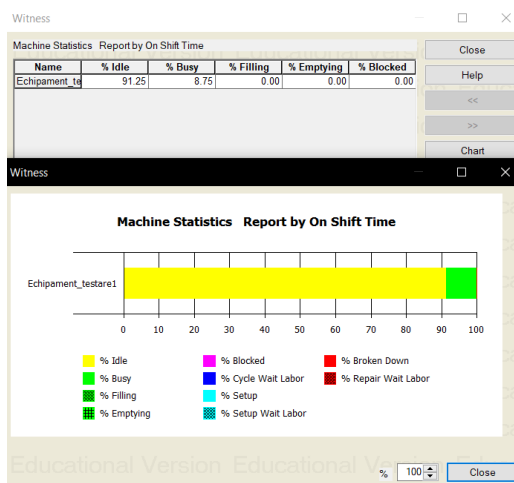 Witness
Machine Statistics Report by On Shift Time
Close
Name % Idle % Busy % Filling % Emptying % Blocked
Echipament_te 91.25 8.75 0.00 0.00 0.00
Help
<<
>>
Chart
Witness
Machine Statistics Report by On Shift Time
Echipament_testare1
0 10 20 30 40 50 60 70 80 90 100
% Idle % Blocked % Broken Down
% Busy % Cycle Wait Labor % Repair Wait Labor
% Filling % Setup
% Emptying % Setup Wait Labor
Educational Version Educational
% 100 Close